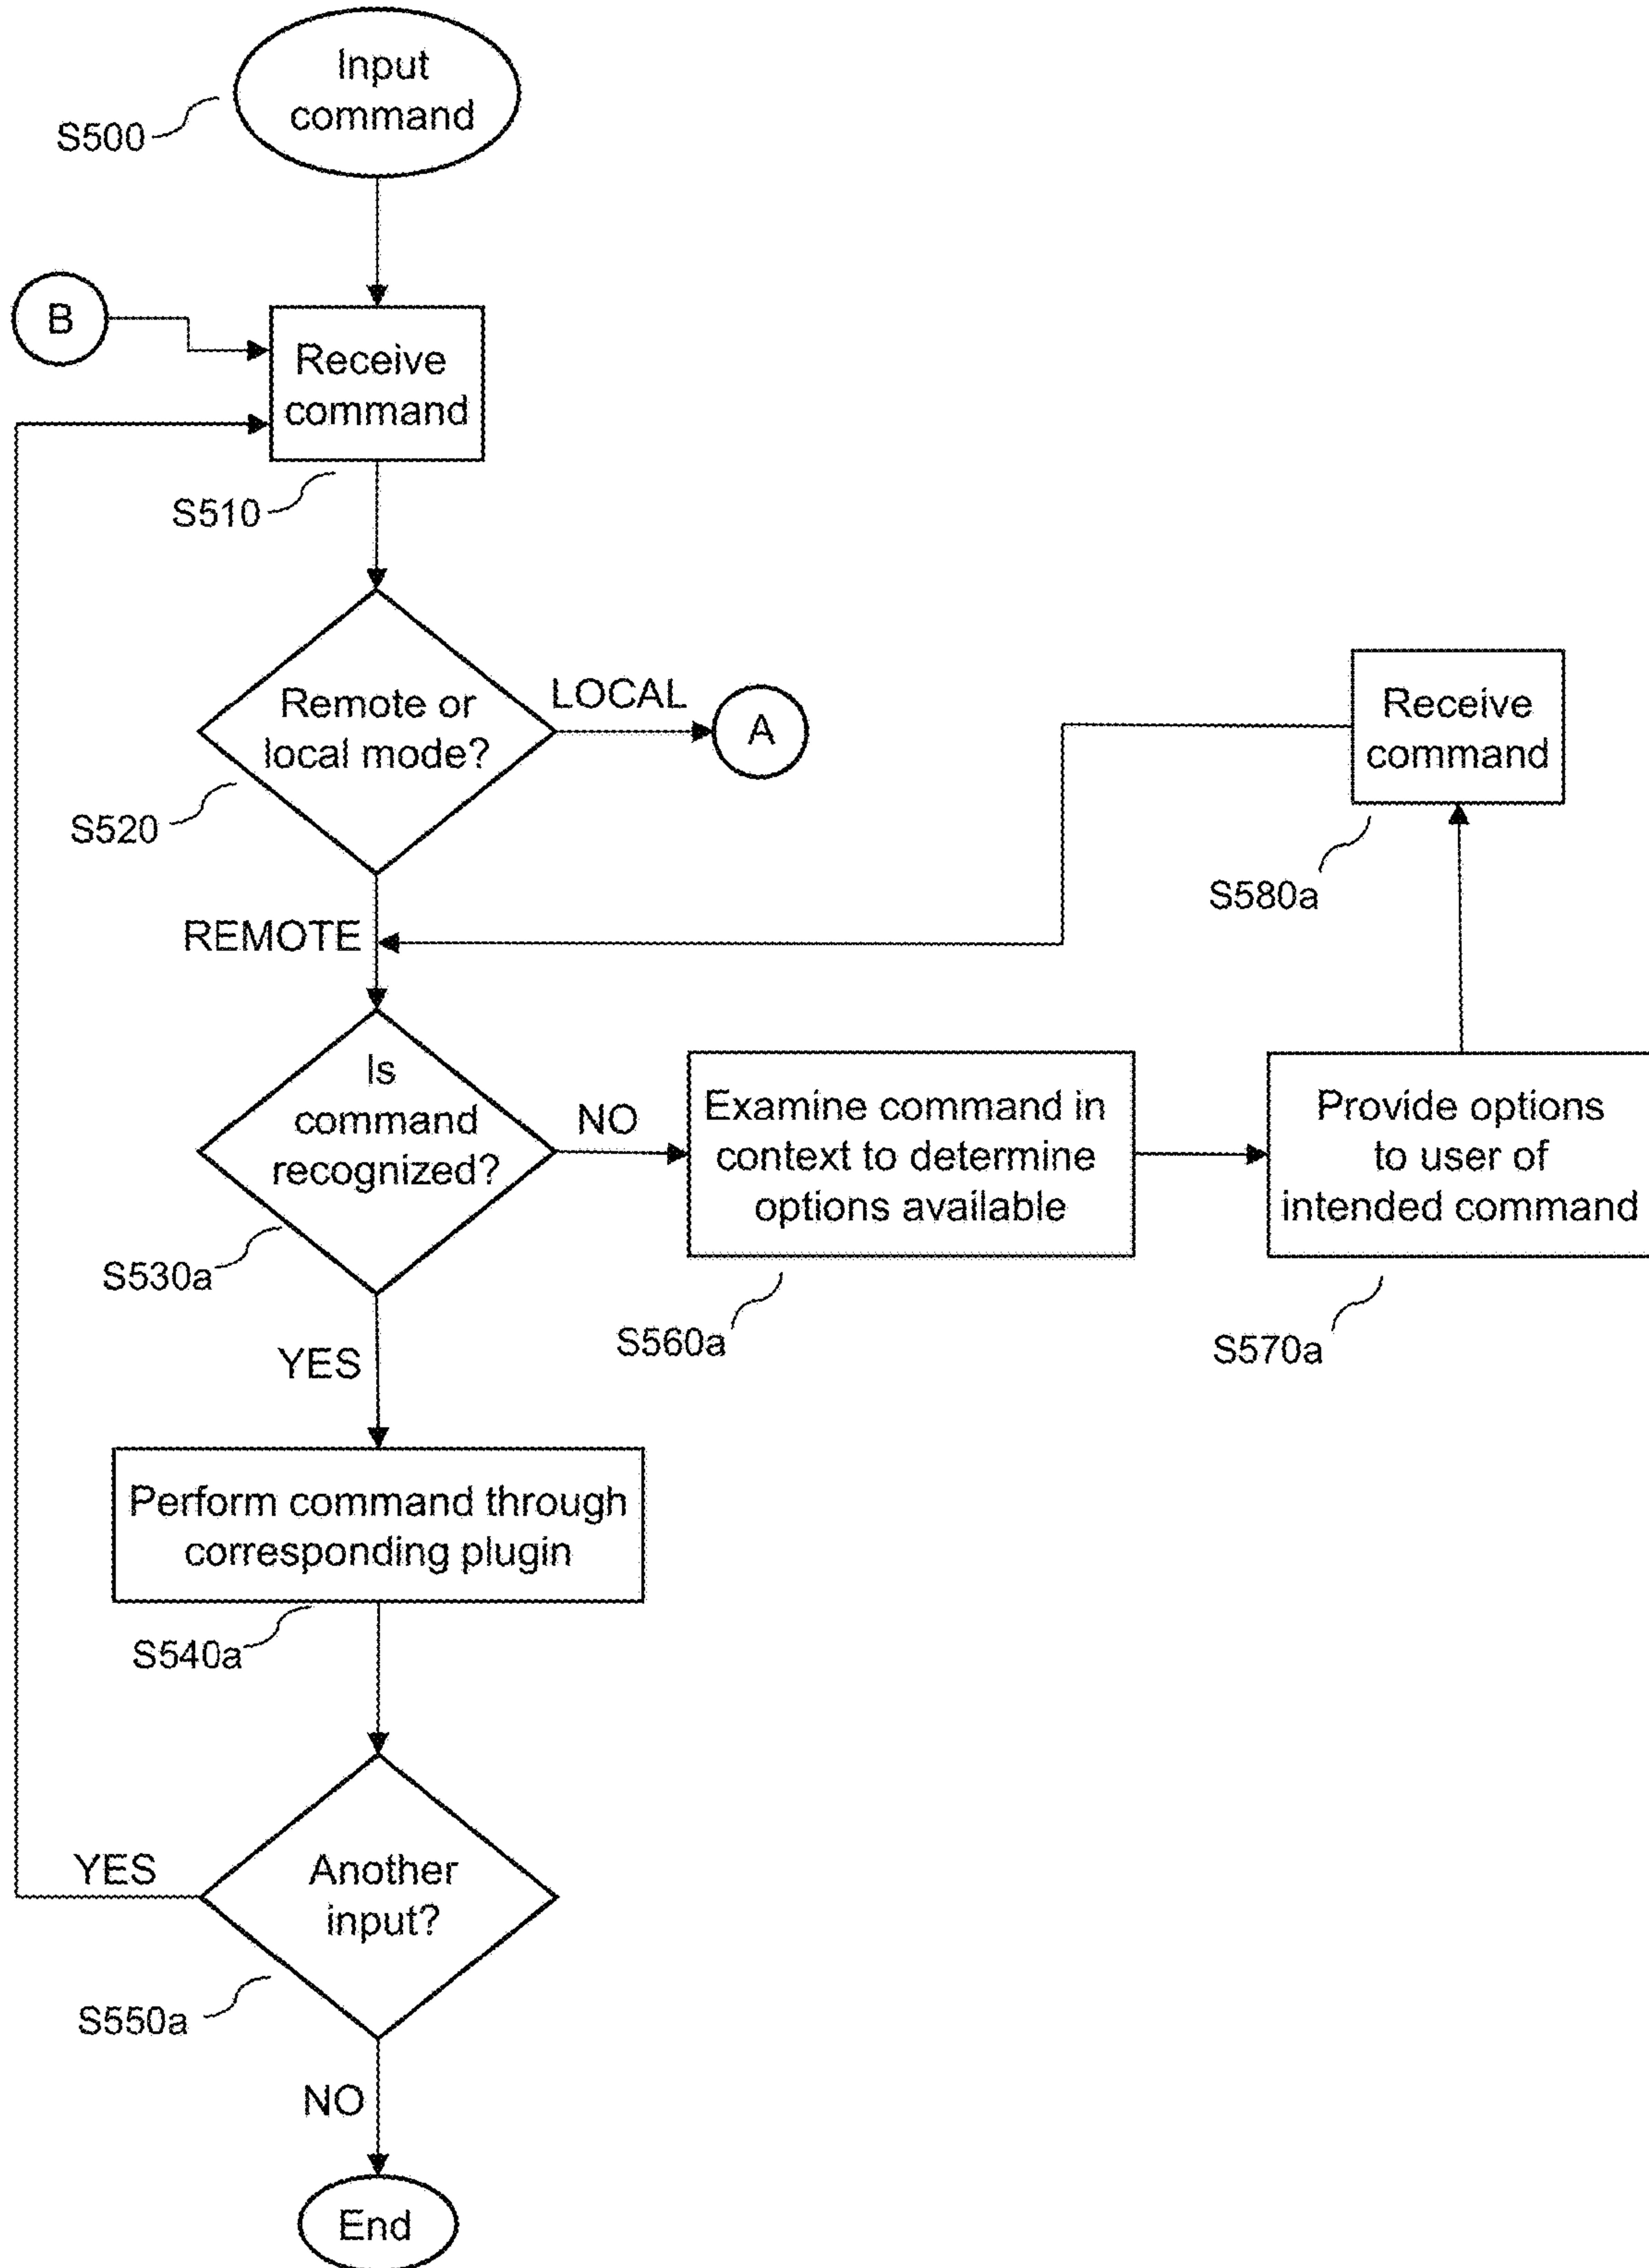 Input
command
S500
B
Receive
command
S510
Remote or
local mode?
LOCAL
A
S520
Receive
command
S580a
REMOTE
Is
command
recognized?
NO
Examine command in
context to determine
options available
Provide options
to user of
intended command
S530a
S560a
S570a
YES
Perform command through
corresponding plugin
S540a
YES
Another
input?
S550a
NO
End